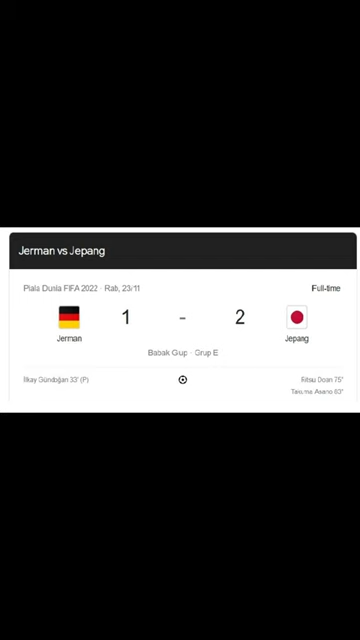 Jerman vs Jepang
Piala Dunia FIFA 2022 · Rab, 23/11
Full-time
1 - 2
Jerman
Jepang
Babak Grup · Grup E
İlkay Gündoğan 33' (P)
Ritsu Doan 75'
Takuma Asano 83'